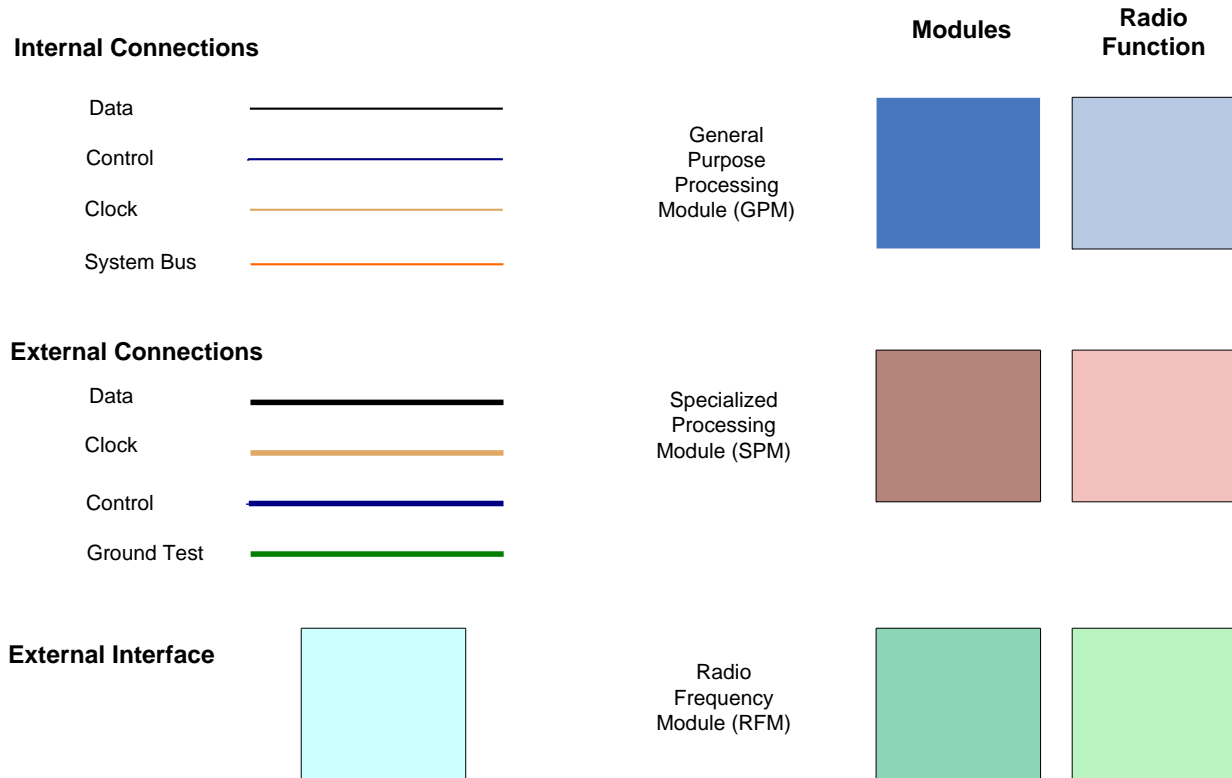 Internal Connections
Data
Control
Clock
System Bus
External Connections
Data
Clock
Control
Ground Test
External Interface
Modules
Radio
Function
General
Purpose
Processing
Module (GPM)
Specialized
Processing
Module (SPM)
Radio
Frequency
Module (RFM)